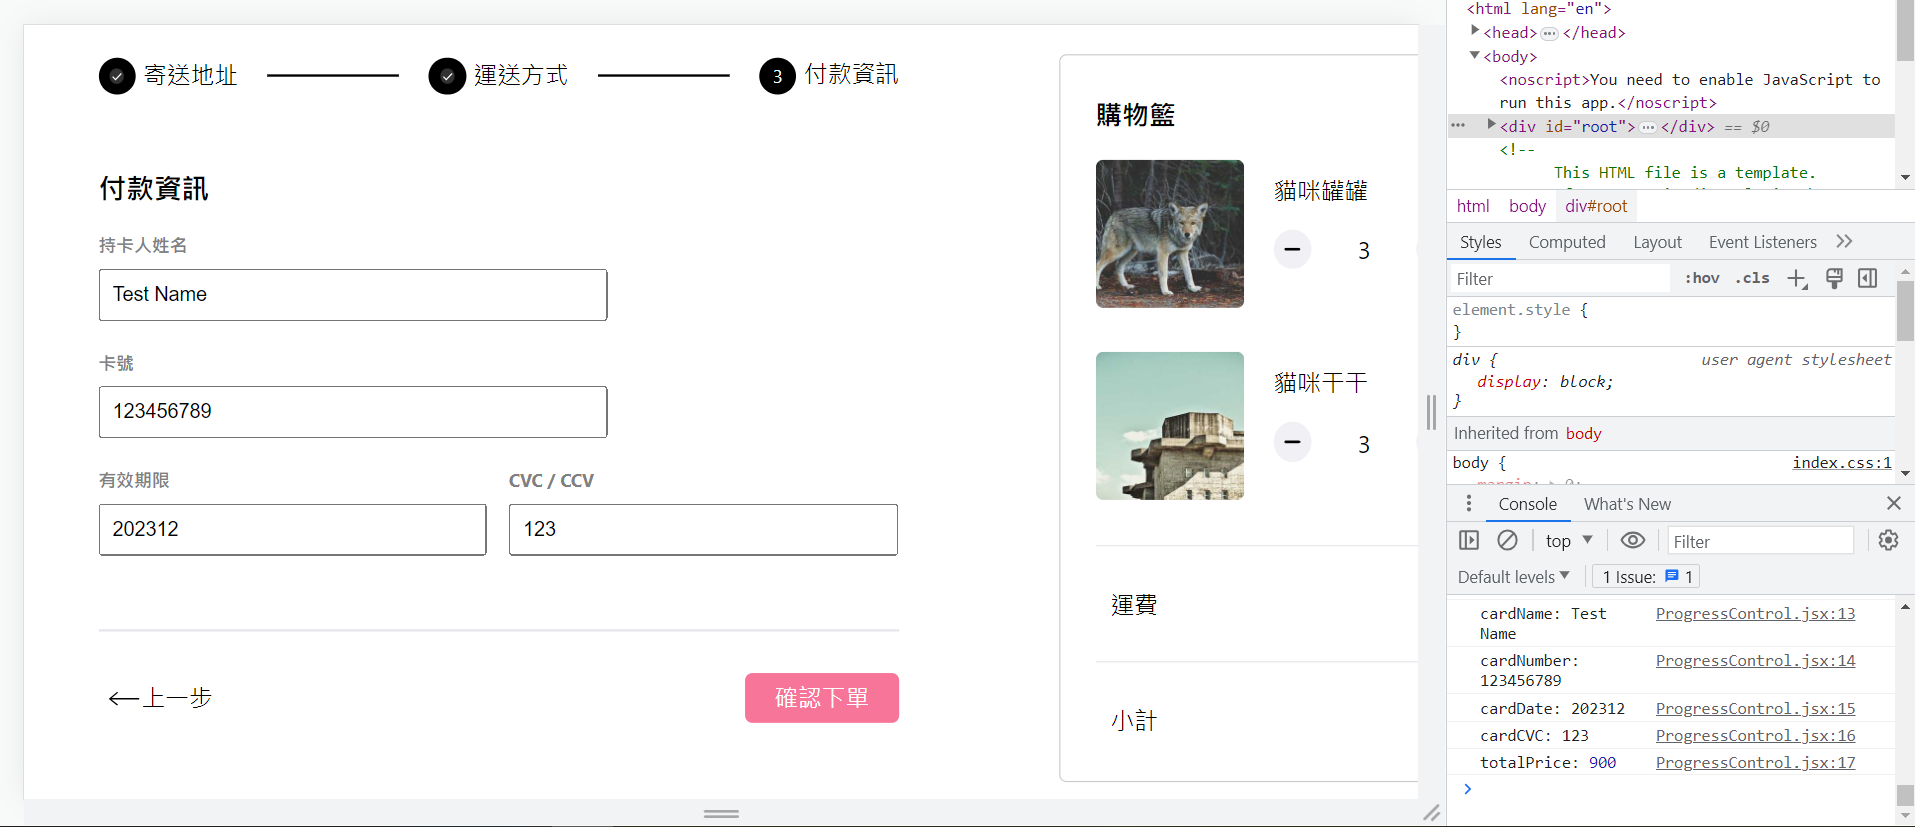 寄送地址
運送方式
3 付款資訊
付款資訊
持卡人姓名
Test Name
卡號
123456789
有效期限 CVC / CCV
202312 123
上一步
確認下單
購物籃
貓咪罐罐
3
貓咪干干
3
運費
小計
<html lang="en">
<head> </head>
<body>
<noscript>You need to enable JavaScript to
run this app.</noscript>
<div id="root"> </div> == $0
<!--
This HTML file is a template.
html body div#root
Styles Computed Layout Event Listeners
Filter :hov .cls
element.style {
}
div { user agent stylesheet
display: block;
}
Inherited from body
body { index.css:1
margin: 0;
Console What's New
top Filter
Default levels 1 Issue: 1
cardName: Test ProgressControl.jsx:13
Name
cardNumber: ProgressControl.jsx:14
123456789
cardDate: 202312 ProgressControl.jsx:15
cardCVC: 123 ProgressControl.jsx:16
totalPrice: 900 ProgressControl.jsx:17